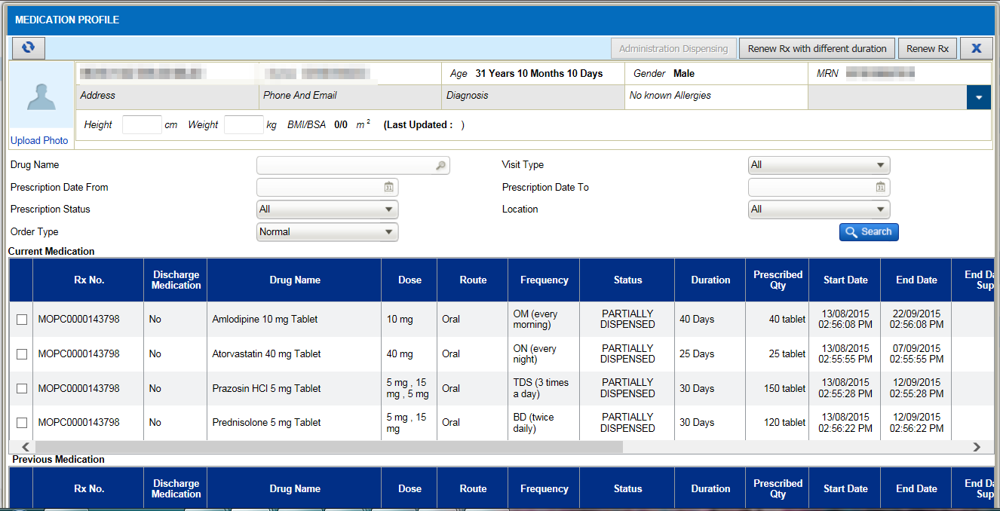 MEDICATION PROFILE
Administration Dispensing Renew Rx with different duration Renew Rx X
Age 31 Years 10 Months 10 Days Gender Male MRN
Address Phone And Email Diagnosis No known Allergies
Height cm Weight kg BMI/BSA 0/0 m 2 (Last Updated : )
Upload Photo
Drug Name Visit Type All
Prescription Date From 31 Prescription Date To 31
Prescription Status All Location All
Order Type Normal Search
Current Medication
Rx No. Discharge Medication Drug Name Dose Route Frequency Status Duration Prescribed Qty Start Date End Date End Da Sup
MOPC0000143798 No Amlodipine 10 mg Tablet 10 mg Oral OM (every morning) PARTIALLY DISPENSED 40 Days 40 tablet 13/08/2015 02:56:08 PM 22/09/2015 02:56:08 PM
MOPC0000143798 No Atorvastatin 40 mg Tablet 40 mg Oral ON (every night) PARTIALLY DISPENSED 25 Days 25 tablet 13/08/2015 02:55:55 PM 07/09/2015 02:55:55 PM
MOPC0000143798 No Prazosin HCl 5 mg Tablet 5 mg , 15 mg , 5 mg Oral TDS (3 times a day) PARTIALLY DISPENSED 30 Days 150 tablet 13/08/2015 02:55:28 PM 12/09/2015 02:55:28 PM
MOPC0000143798 No Prednisolone 5 mg Tablet 5 mg , 15 mg Oral BD (twice daily) PARTIALLY DISPENSED 30 Days 120 tablet 13/08/2015 02:56:22 PM 12/09/2015 02:56:22 PM
Previous Medication
Rx No. Discharge Medication Drug Name Dose Route Frequency Status Duration Prescribed Qty Start Date End Date End Da Sup